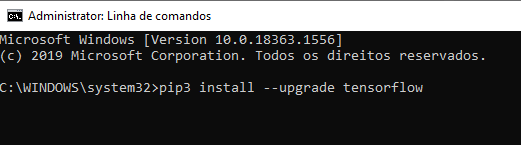 Administrator: Linha de comandos
Microsoft Windows [Version 10.0.18363.1556]
(c) 2019 Microsoft Corporation. Todos os direitos reservados.
C:\WINDOWS\system32>pip3 install --upgrade tensorflow